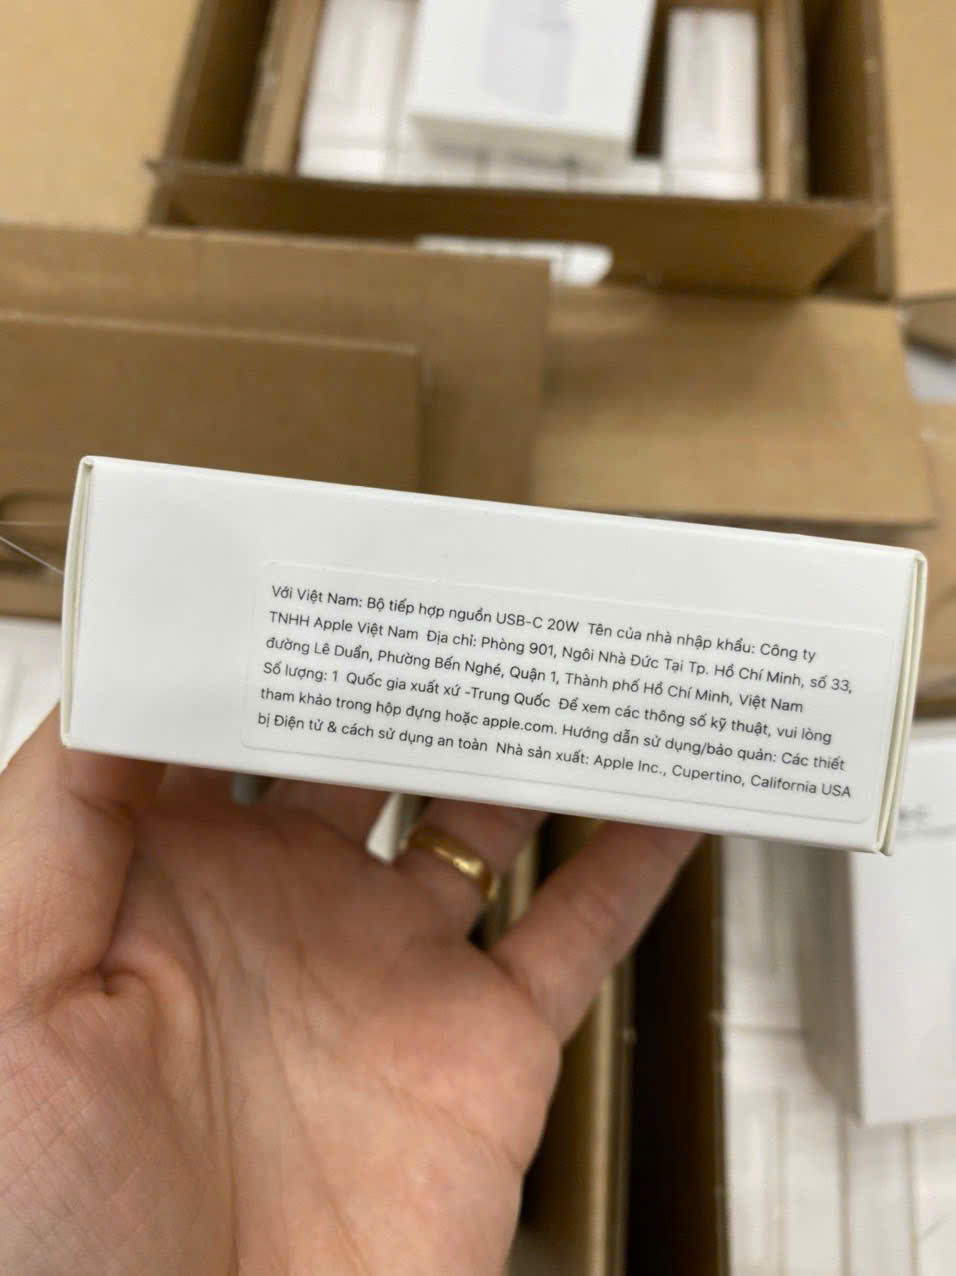 Với Việt Nam: Bộ tiếp hợp nguồn USB-C 20W Tên của nhà nhập khẩu: Công ty
TNHH Apple Việt Nam Địa chỉ: Phòng 901, Ngôi Nhà Đức Tại Tp. Hồ Chí Minh, số 33,
đường Lê Duẩn, Phường Bến Nghé, Quận 1, Thành phố Hồ Chí Minh, Việt Nam
Số lượng: 1 Quốc gia xuất xứ -Trung Quốc Để xem các thông số kỹ thuật, vui lòng
tham khảo trong hộp đựng hoặc apple.com. Hướng dẫn sử dụng/bảo quản: Các thiết
bị Điện tử & cách sử dụng an toàn Nhà sản xuất: Apple Inc., Cupertino, California USA